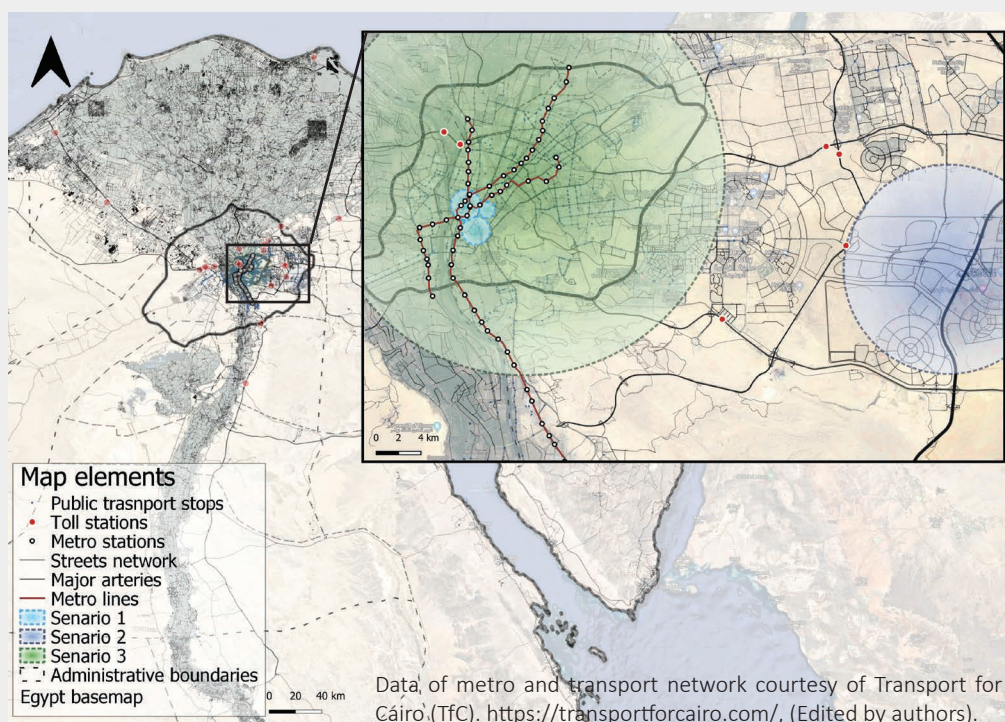 0 2 4 km
Map elements
Public trasnport stops
Toll stations
Metro stations
Streets network
Major arteries
Metro lines
Senario 1
Senario 2
Senario 3
Administrative boundaries
Egypt basemap
0 20 40 km
Data of metro and transport network courtesy of Transport for
Cáiro (TfC). https://transportforcairo.com/, (Edited by authors).